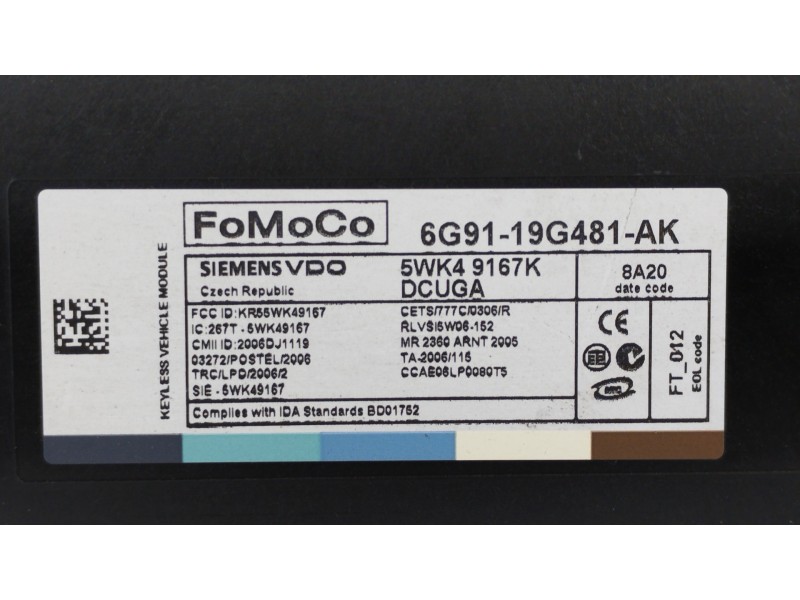 KEYLESS VEHICLE MODULE
FoMoCo
6G91-19G481-AK
SIEMENS VDO
Czech Republic
5WK4 9167K
DCUGA
8A20
date code
FCC ID:KR55WK49167
IC:267T - 5WK49167
CMII ID:2006DJ1119
03272/POSTEL/2006
TRC/LPD/2006/2
SIE - 5WK49167
CETS/777C/0306/R
RLVSI5W06-152
MR 2360 ARNT 2005
TA-2006/115
CCAE06LP0080T5
CE
FT_012
EOL code
Complies with IDA Standards BD01752